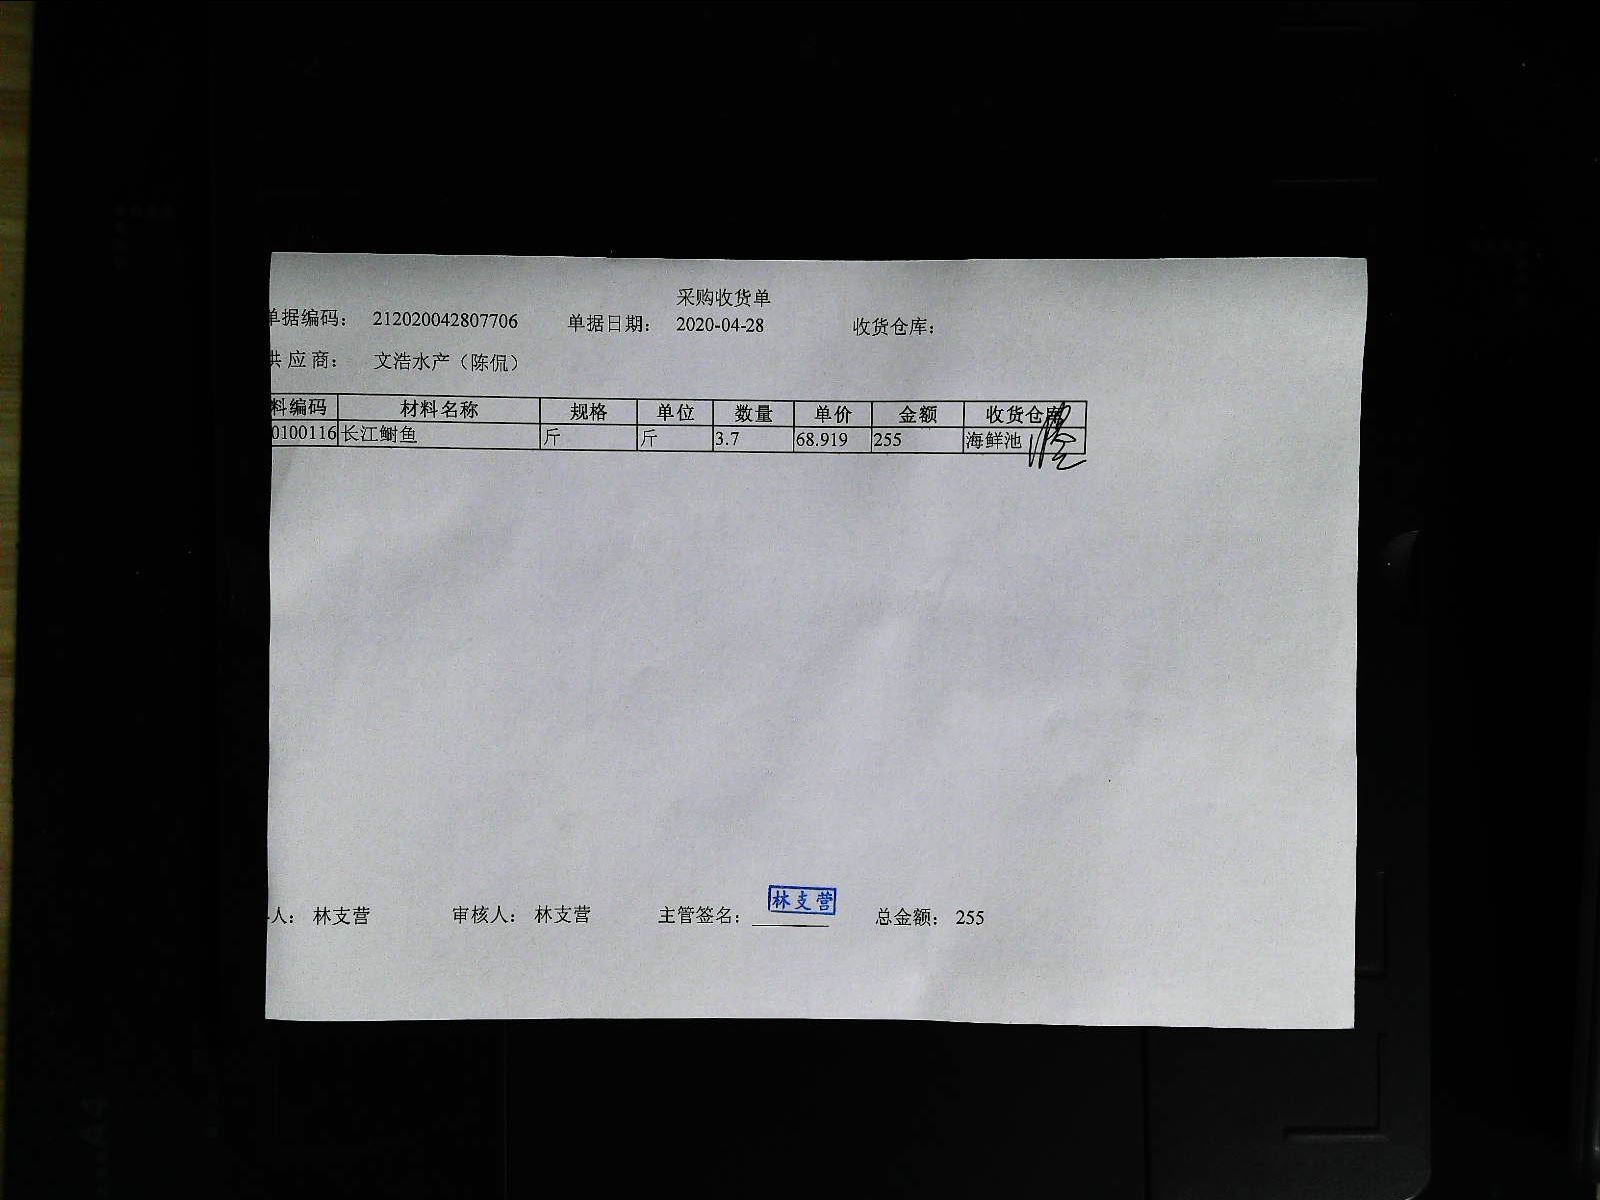 采购收货单
单据编码： 212020042807706 单据日期： 2020-04-28 收货仓库：
供应商： 文浩水产（陈侃）
料编码 材料名称 规格 单位 数量 单价 金额 收货仓库
0100116 长江鲥鱼 斤 斤 3.7 68.919 255 海鲜池
人： 林支营 审核人： 林支营 主管签名： 林支营 总金额： 255